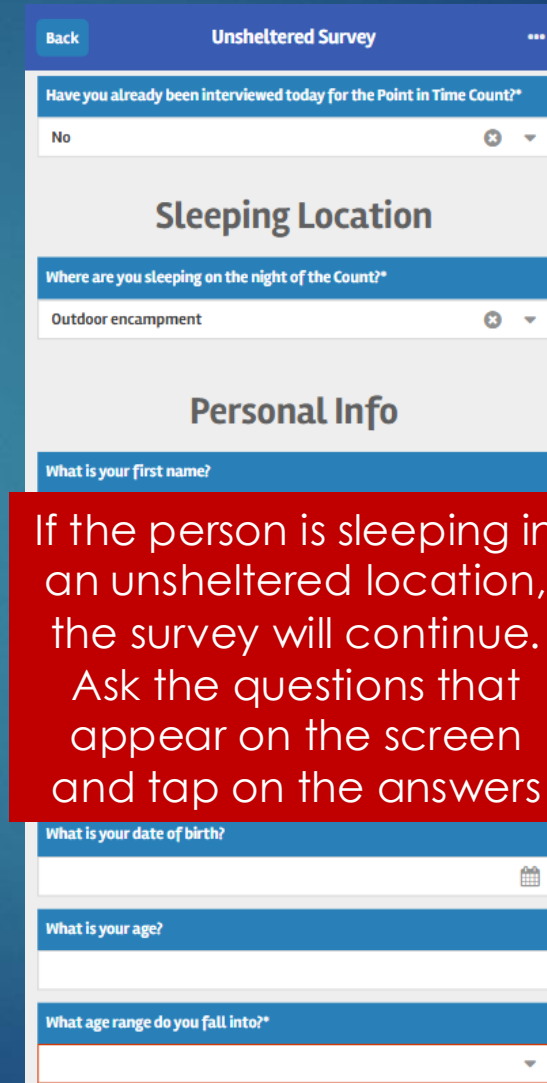 Back
Unsheltered Survey
Have you already been interviewed today for the Point in Time Count?*
No
Sleeping Location
Where are you sleeping on the night of the Count?*
Outdoor encampment
Personal Info
What is your first name?
If the person is sleeping in
an unsheltered location,
the survey will continue.
Ask the questions that
appear on the screen
and tap on the answers
What is your date of birth?
What is your age?
What age range do you fall into?*